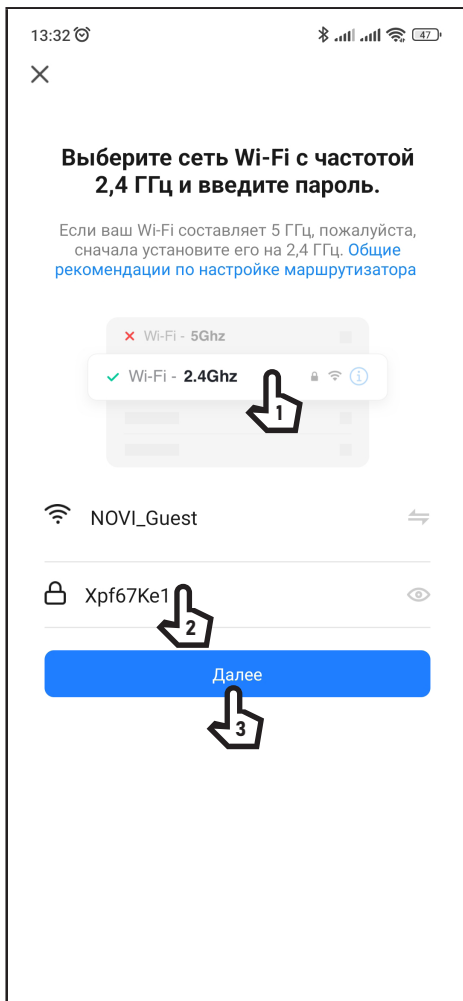 13:32
47
Выберите сеть Wi-Fi с частотой
2,4 ГГц и введите пароль.
Если ваш Wi-Fi составляет 5 ГГц, пожалуйста,
сначала установите его на 2,4 ГГц. Общие
рекомендации по настройке маршрутизатора
Wi-Fi - 5Ghz
Wi-Fi - 2.4Ghz
1
NOVI_Guest
Xpf67Ke1
2
Далее
3